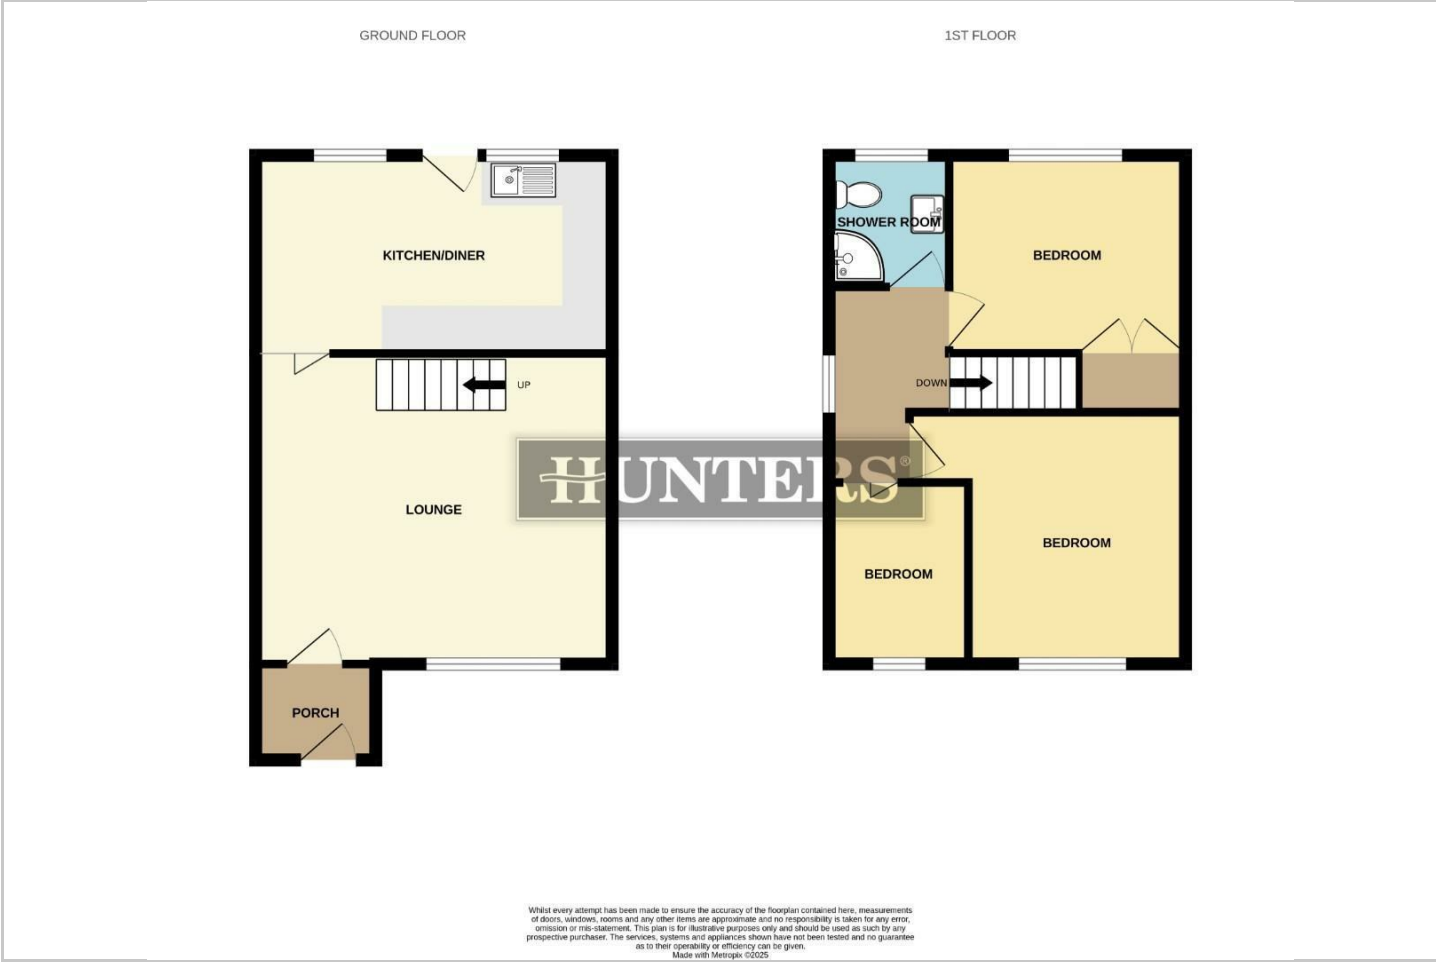 GROUND FLOOR
1ST FLOOR
KITCHEN/DINER
UP
LOUNGE
PORCH
SHOWER ROOM
BEDROOM
DOWN
BEDROOM
BEDROOM
HUNTERS®
Whilst every attempt has been made to ensure the accuracy of the floorplan contained here, measurements
of doors, windows, rooms and any other items are approximate and no responsibility is taken for any error,
omission or mis-statement. This plan is for illustrative purposes only and should be used as such by any
prospective purchaser. The services, systems and appliances shown have not been tested and no guarantee
as to their operability or efficiency can be given.
Made with Metropix ©2025